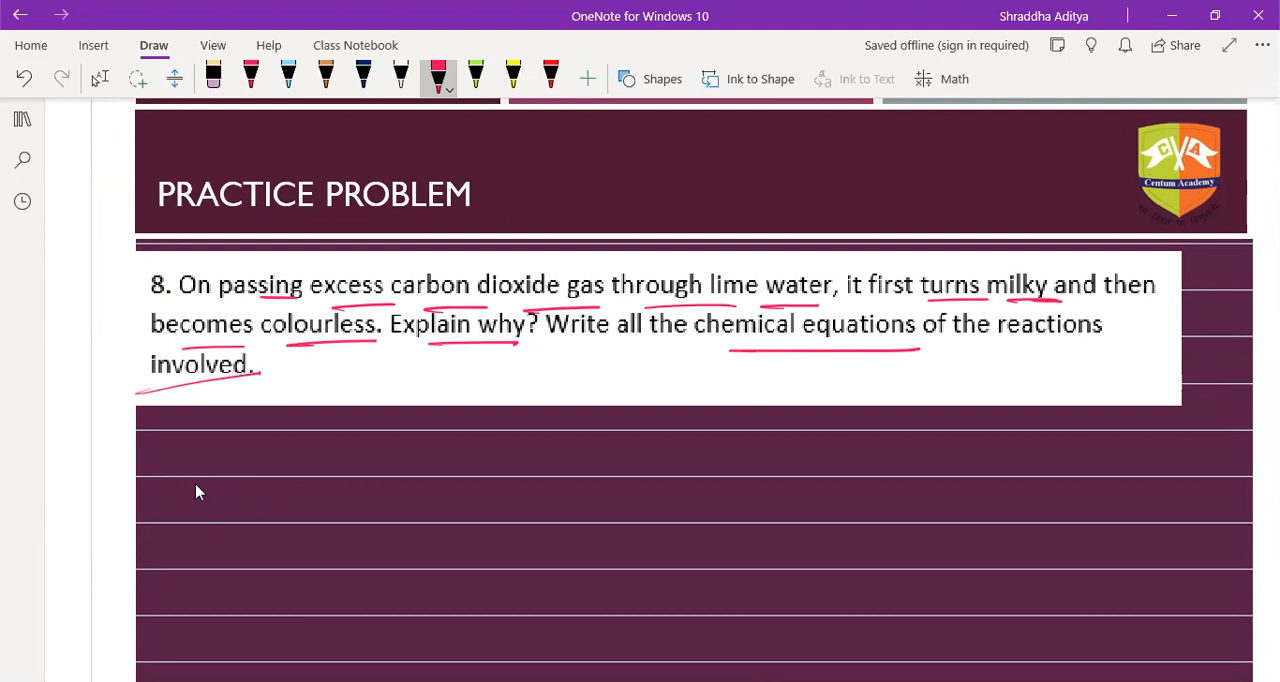 OneNote for Windows 10
Shraddha Aditya
Home Insert Draw View Help Class Notebook
Saved offline (sign in required)
Share
Shapes
Ink to Shape
Ink to Text
Math
PRACTICE PROBLEM
C A
Centum Academy
8. On passing excess carbon dioxide gas through lime water, it first turns milky and then
becomes colourless. Explain why? Write all the chemical equations of the reactions
involved.